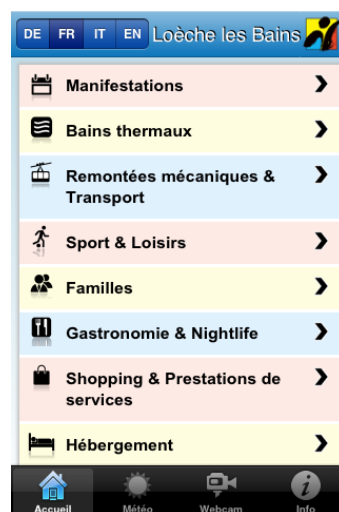 DE FR IT EN Loèche les Bains
Manifestations
Bains thermaux
Remontées mécaniques &
Transport
Sport & Loisirs
Familles
Gastronomie & Nightlife
Shopping & Prestations de
services
Hébergement
Accueil Météo Webcam Info